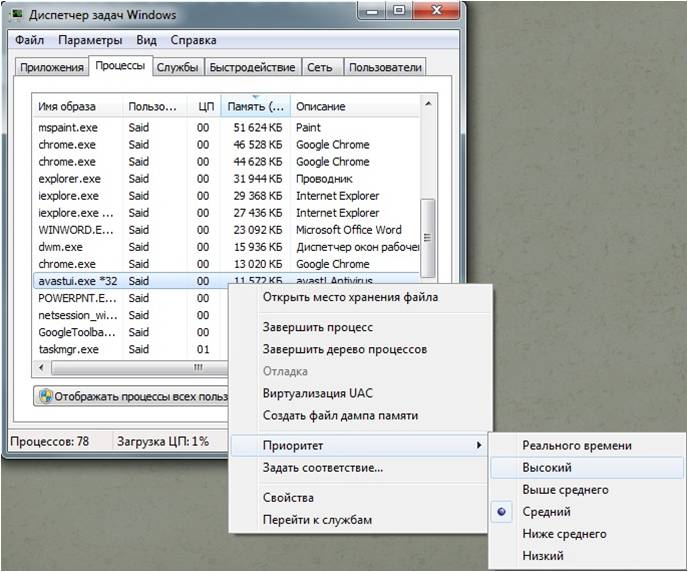 Диспетчер задач Windows
Файл Параметры Вид Справка
Приложения Процессы Службы Быстродействие Сеть Пользователи
Имя образа Пользо... ЦП Память (... Описание
mspaint.exe Said 00 51 624 КБ Paint
chrome.exe Said 00 46 528 КБ Google Chrome
chrome.exe Said 00 44 628 КБ Google Chrome
explorer.exe Said 00 31 944 КБ Проводник
iexplore.exe Said 00 29 368 КБ Internet Explorer
iexplore.exe ... Said 00 27 436 КБ Internet Explorer
WINWORD.E... Said 00 23 092 КБ Microsoft Office Word
dwm.exe Said 00 15 936 КБ Диспетчер окон рабочег
chrome.exe Said 00 13 020 КБ Google Chrome
avastui.exe *32 Said 00 11 572 КБ avast! Antivirus
POWERPNT.E... Said 00
netsession_wi... Said 00
GoogleToolba... Said 00
taskmgr.exe Said 01
Отображать процессы всех польз
Процессов: 78 Загрузка ЦП: 1%
Открыть место хранения файла
Завершить процесс
Завершить дерево процессов
Отладка
Виртуализация UAC
Создать файл дампа памяти
Приоритет
Задать соответствие...
Свойства
Перейти к службам
Реального времени
Высокий
Выше среднего
Средний
Ниже среднего
Низкий